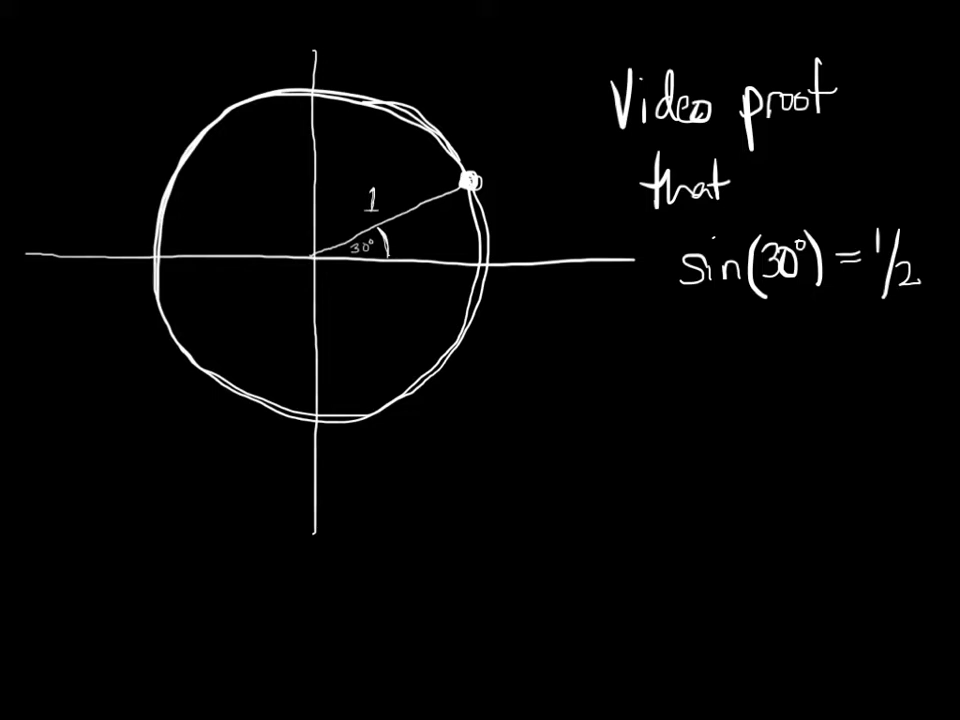 Video proof
that
sin(30°) = 1/2
1
30°